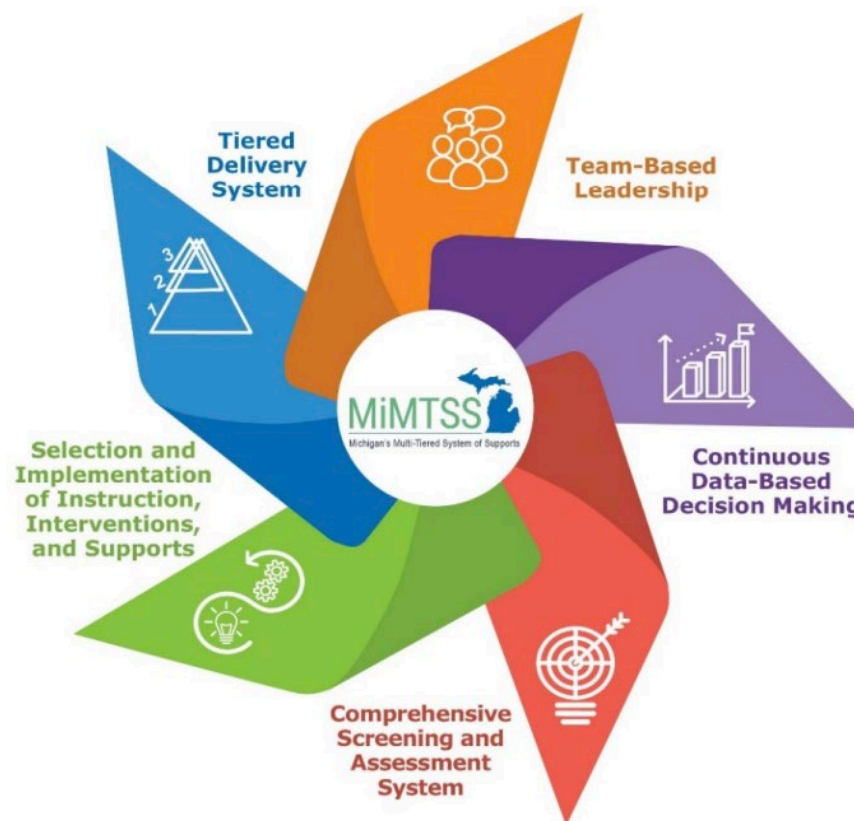 Tiered
Delivery
System
Team-Based
Leadership
3
2
1
MiMTSS
Michigan's Multi-Tiered System of Supports
Selection and
Implementation
of Instruction,
Interventions,
and Supports
Continuous
Data-Based
Decision Making
Comprehensive
Screening and
Assessment
System